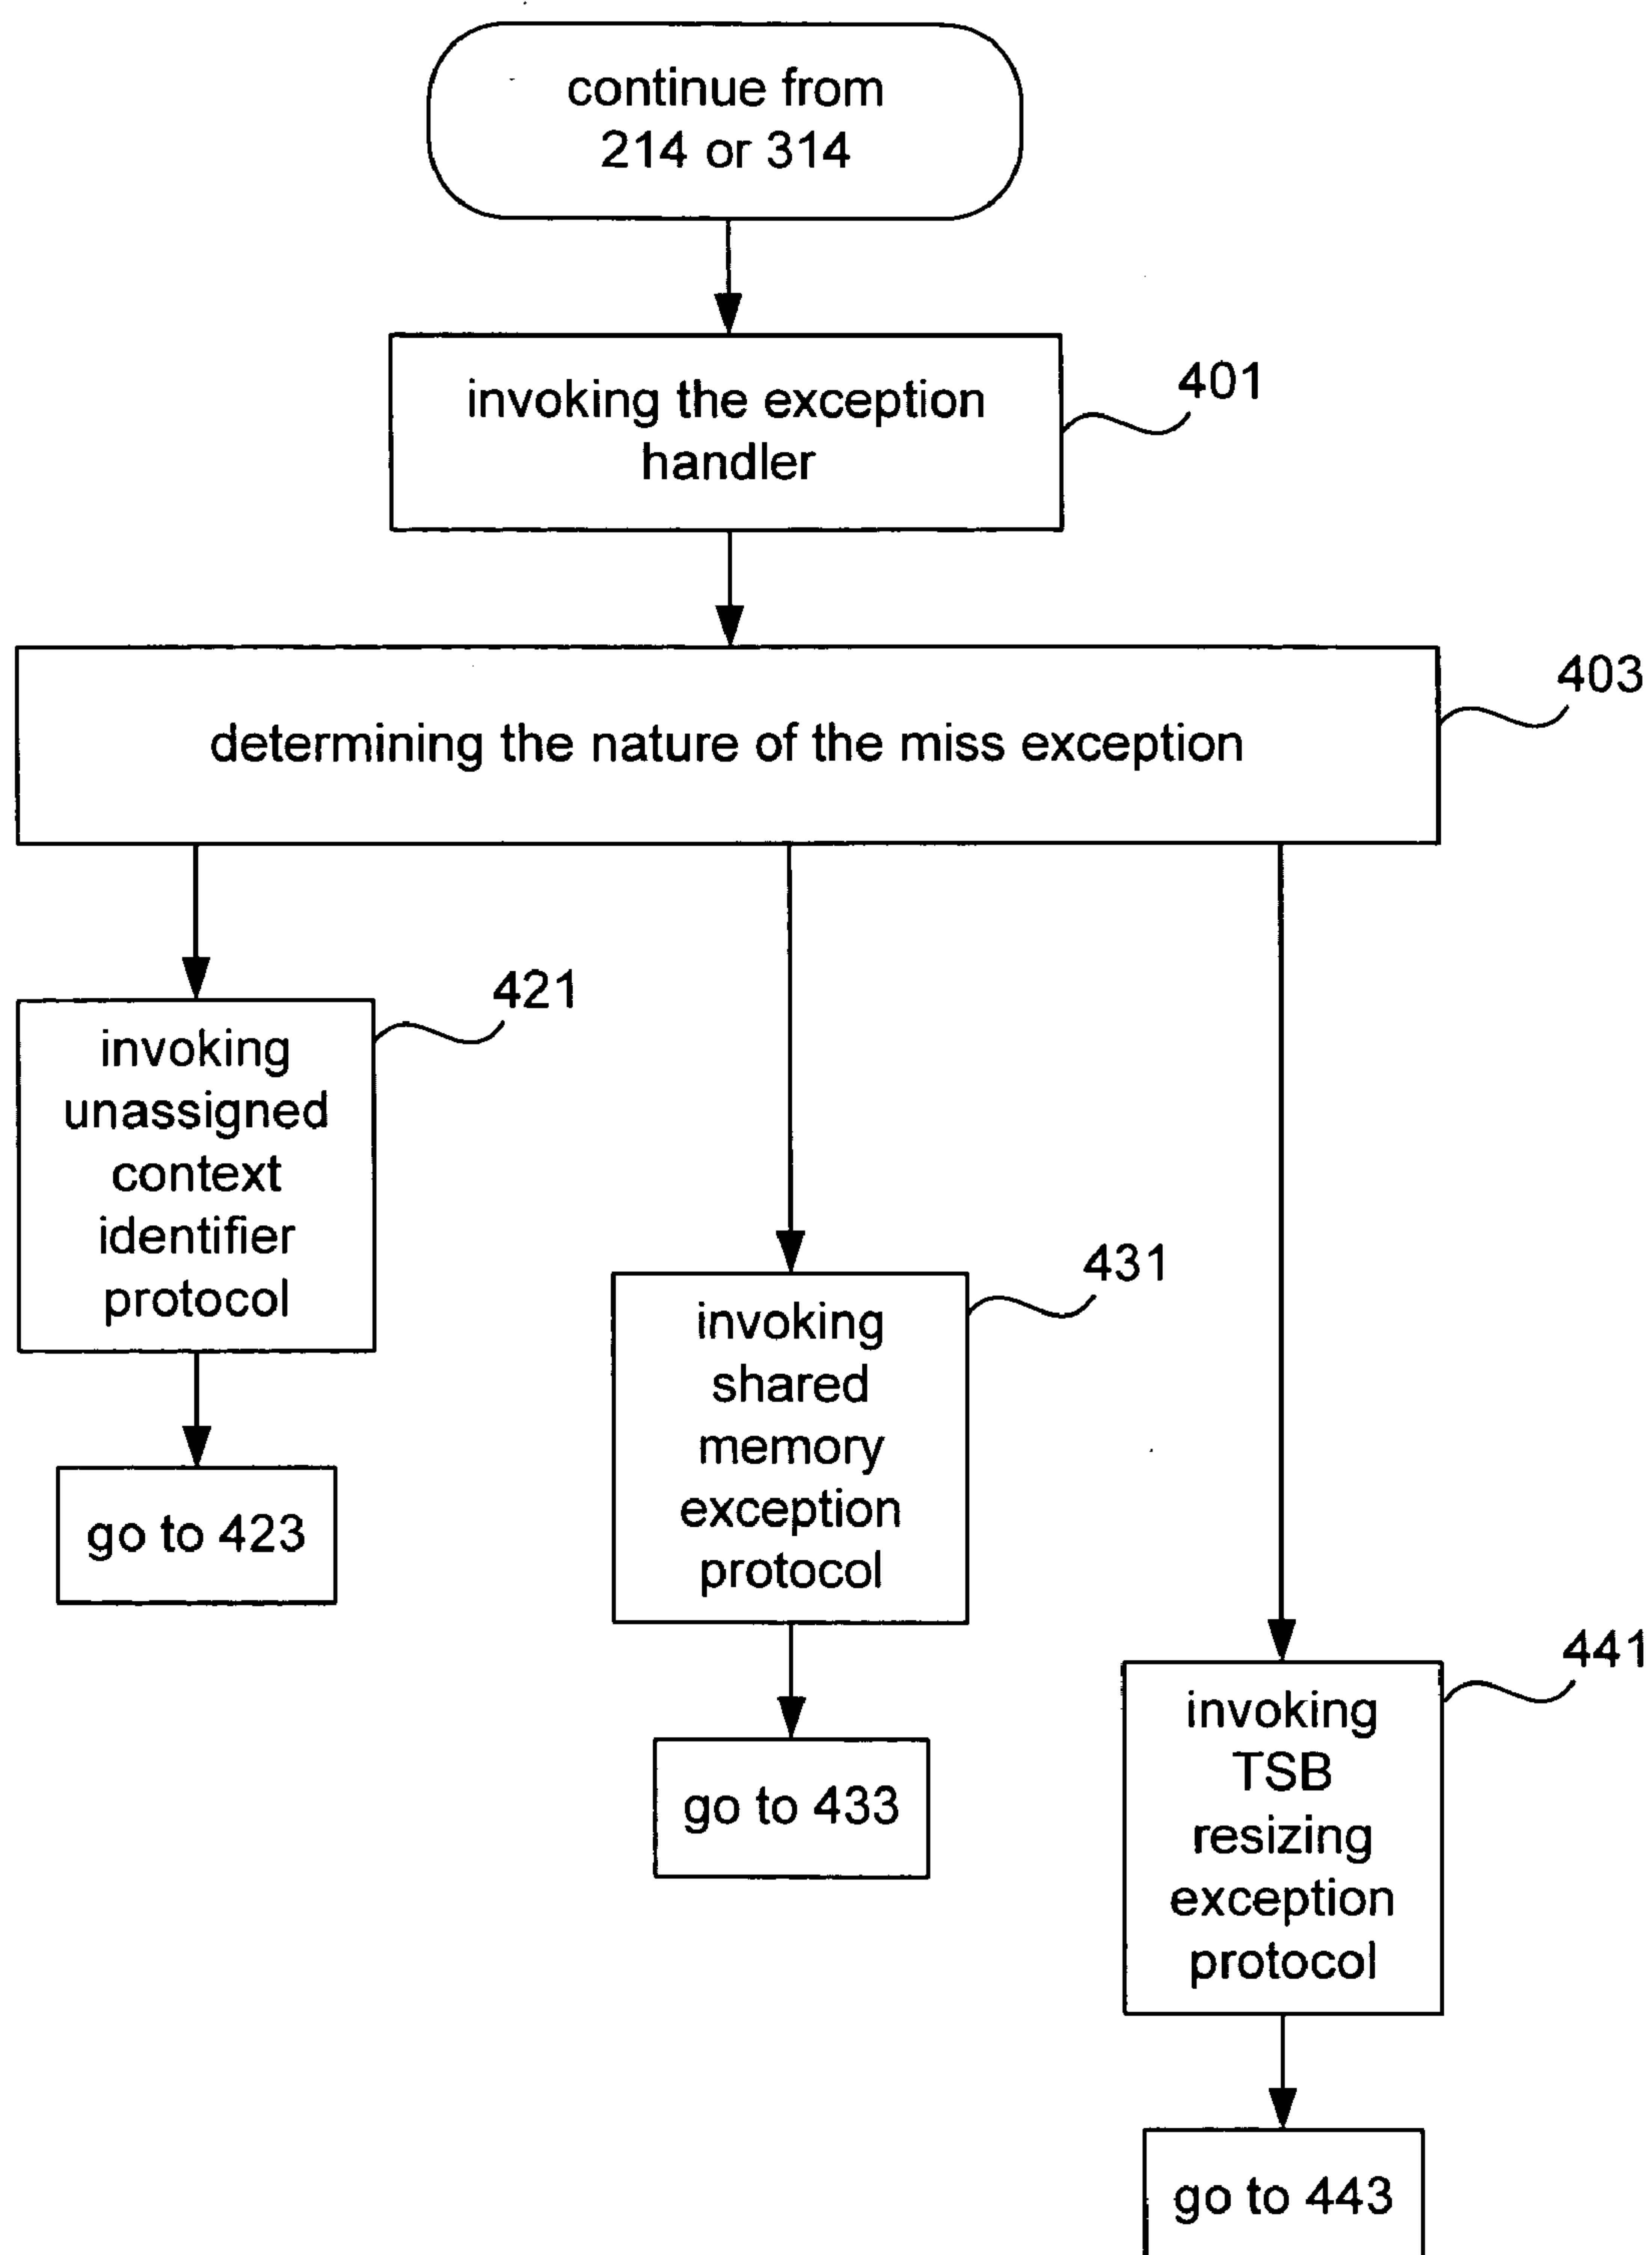 continue from
214 or 314
invoking the exception
handler
401
determining the nature of the miss exception
403
invoking
unassigned
context
identifier
protocol
421
go to 423
invoking
shared
memory
exception
protocol
431
go to 433
invoking
TSB
resizing
exception
protocol
441
go to 443